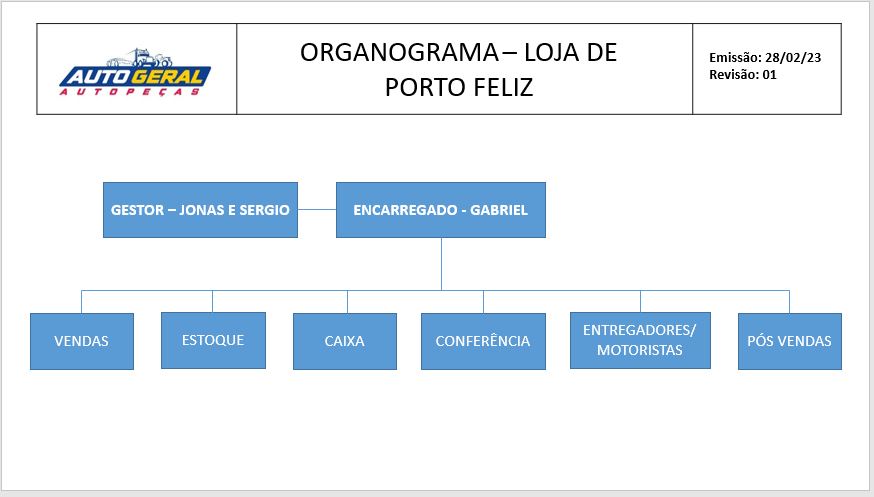 AUTO GERAL
AUTOPEÇAS
ORGANOGRAMA – LOJA DE
PORTO FELIZ
Emissão: 28/02/23
Revisão: 01
GESTOR – JONAS E SERGIO
ENCARREGADO - GABRIEL
VENDAS
ESTOQUE
CAIXA
CONFERÊNCIA
ENTREGADORES/
MOTORISTAS
PÓS VENDAS